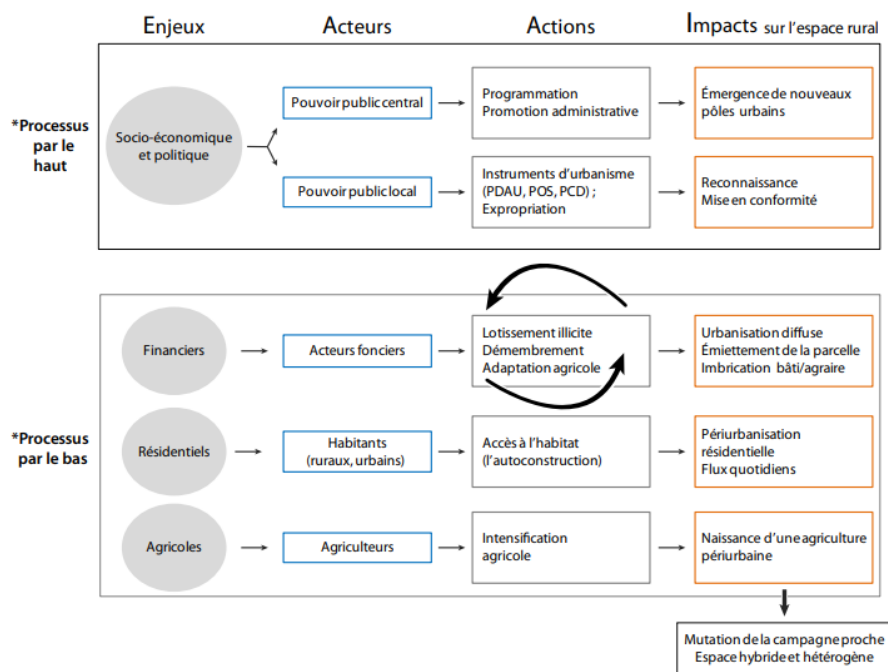 Enjeux
Acteurs
Actions
Impacts sur l'espace rural
*Processus
par le
haut
Socio-économique
et politique
Pouvoir public central
Programmation
Promotion administrative
Émergence de nouveaux
pôles urbains
Pouvoir public local
Instruments d'urbanisme
(PDAU, POS, PCD) ;
Expropriation
Reconnaissance
Mise en conformité
*Processus
par le bas
Financiers
Acteurs fonciers
Lotissement illicite
Démembrement
Adaptation agricole
Urbanisation diffuse
Émiettement de la parcelle
Imbrication bâti/agraire
Résidentiels
Habitants
(ruraux, urbains)
Accès à l'habitat
(l'autoconstruction)
Périurbanisation
résidentielle
Flux quotidiens
Agricoles
Agriculteurs
Intensification
agricole
Naissance d'une agriculture
périurbaine
Mutation de la campagne proche
Espace hybride et hétérogène